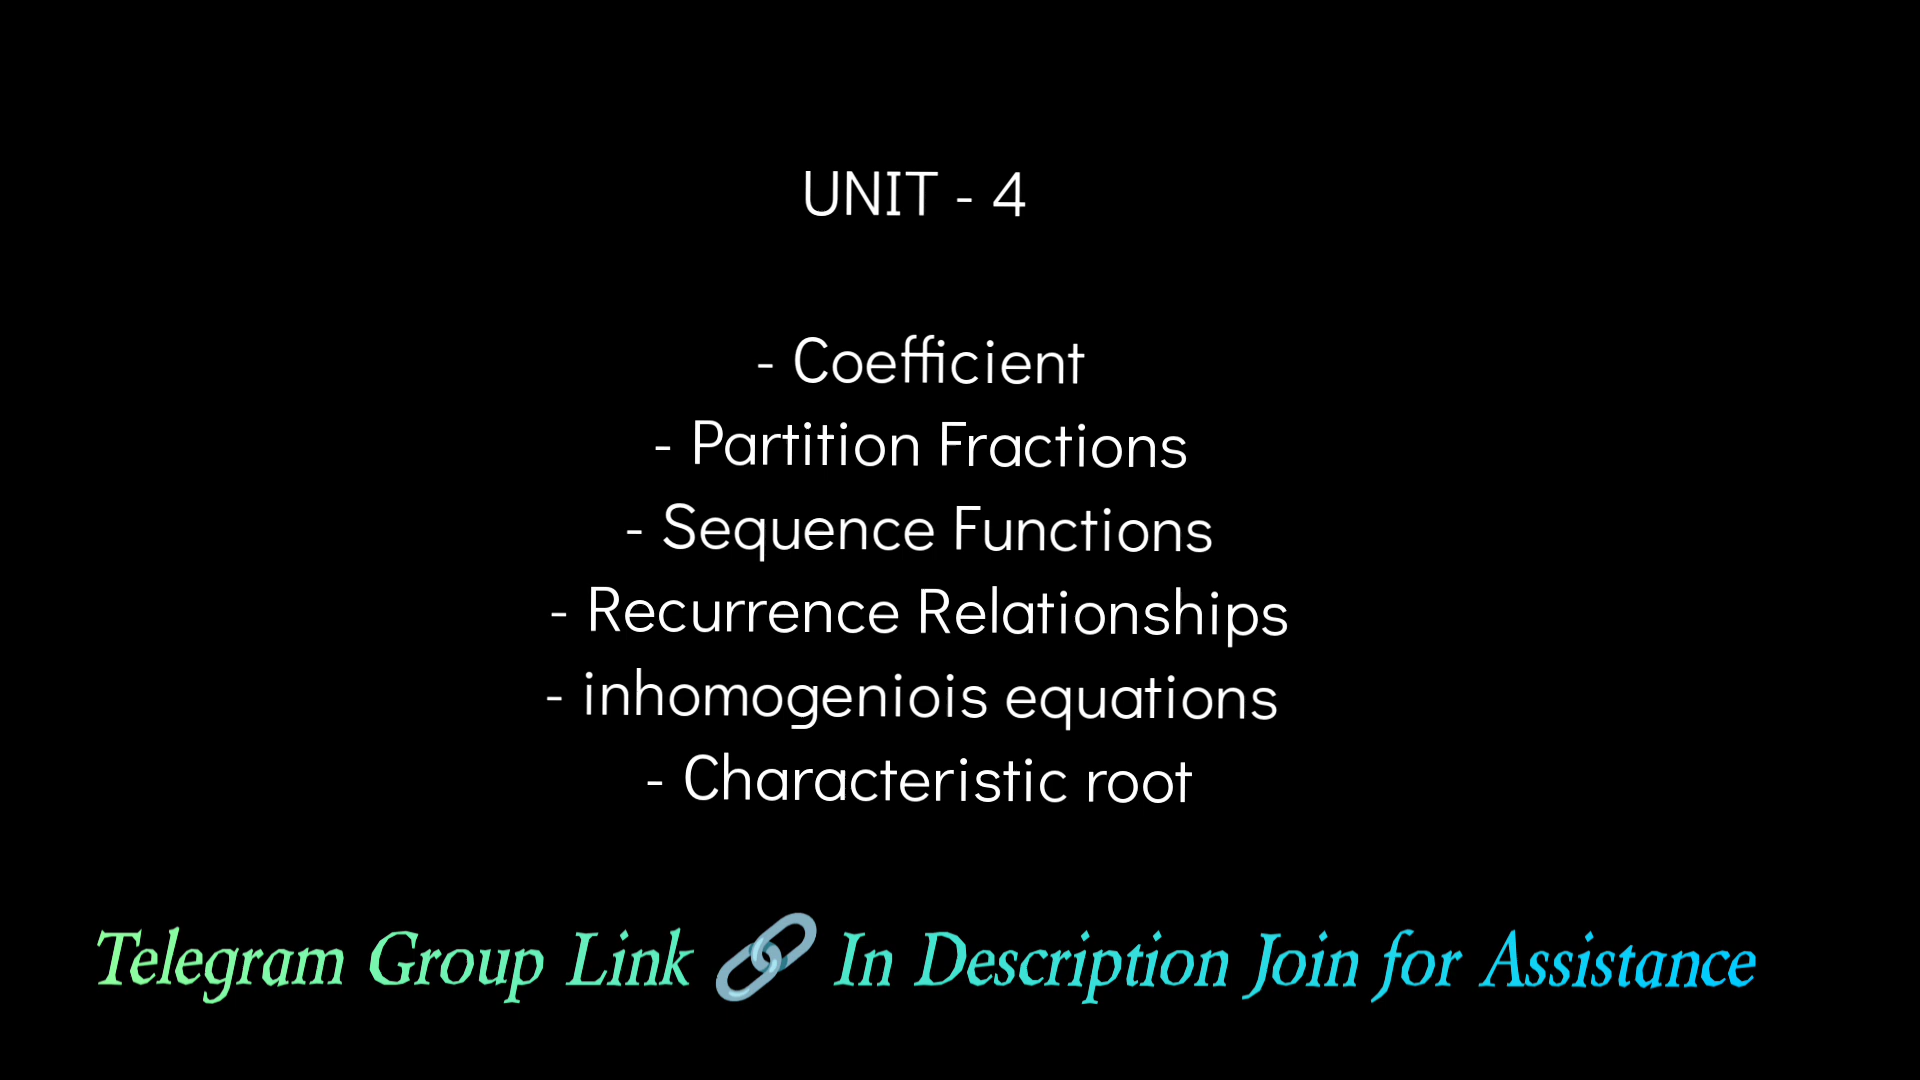 UNIT - 4
- Coefficient
- Partition Fractions
- Sequence Functions
- Recurrence Relationships
- inhomogeniois equations
- Characteristic root
Telegram Group Link 🔗 In Description Join for Assistance